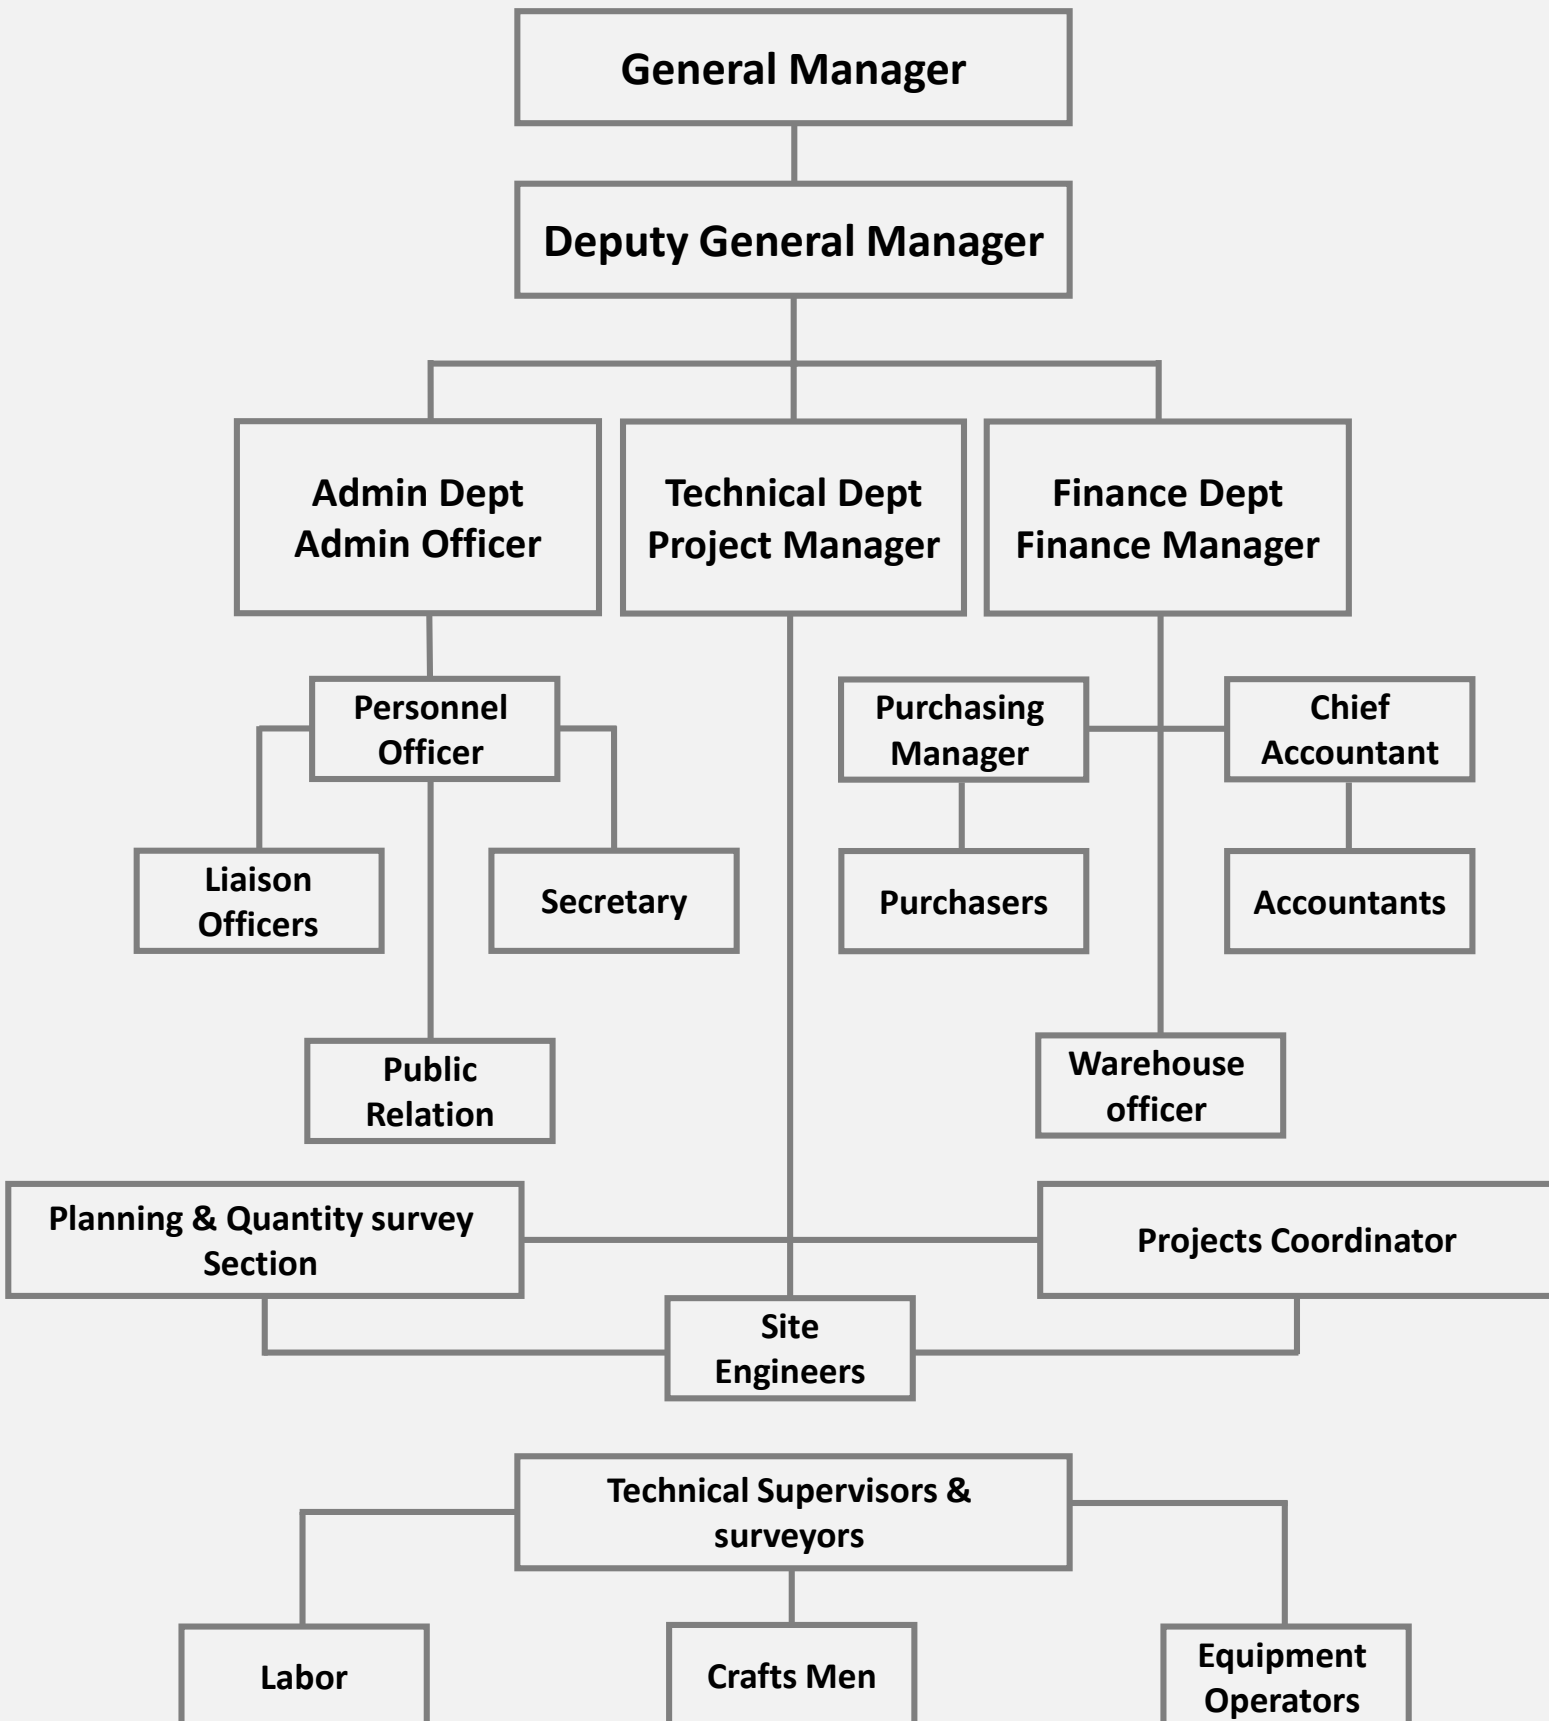 General Manager
Deputy General Manager
Admin Dept
Admin Officer
Technical Dept
Project Manager
Finance Dept
Finance Manager
Personnel
Officer
Purchasing
Manager
Chief
Accountant
Liaison
Officers
Secretary
Purchasers
Accountants
Public
Relation
Warehouse
officer
Planning & Quantity survey
Section
Projects Coordinator
Site
Engineers
Technical Supervisors &
surveyors
Labor
Crafts Men
Equipment
Operators